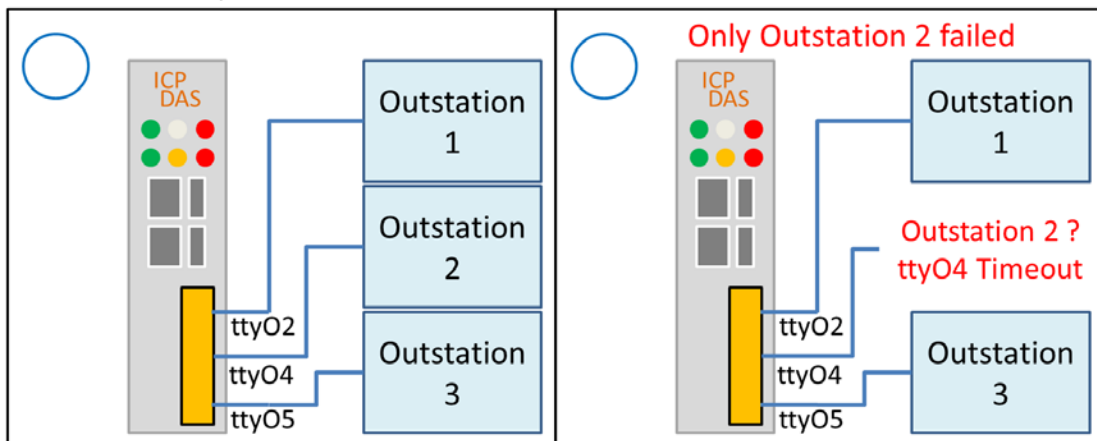 ICP
DAS
Outstation
1
Outstation
2
Outstation
3
ttyO2
ttyO4
ttyO5
Only Outstation 2 failed
ICP
DAS
Outstation
1
Outstation 2 ?
ttyO4 Timeout
Outstation
3
ttyO2
ttyO4
ttyO5